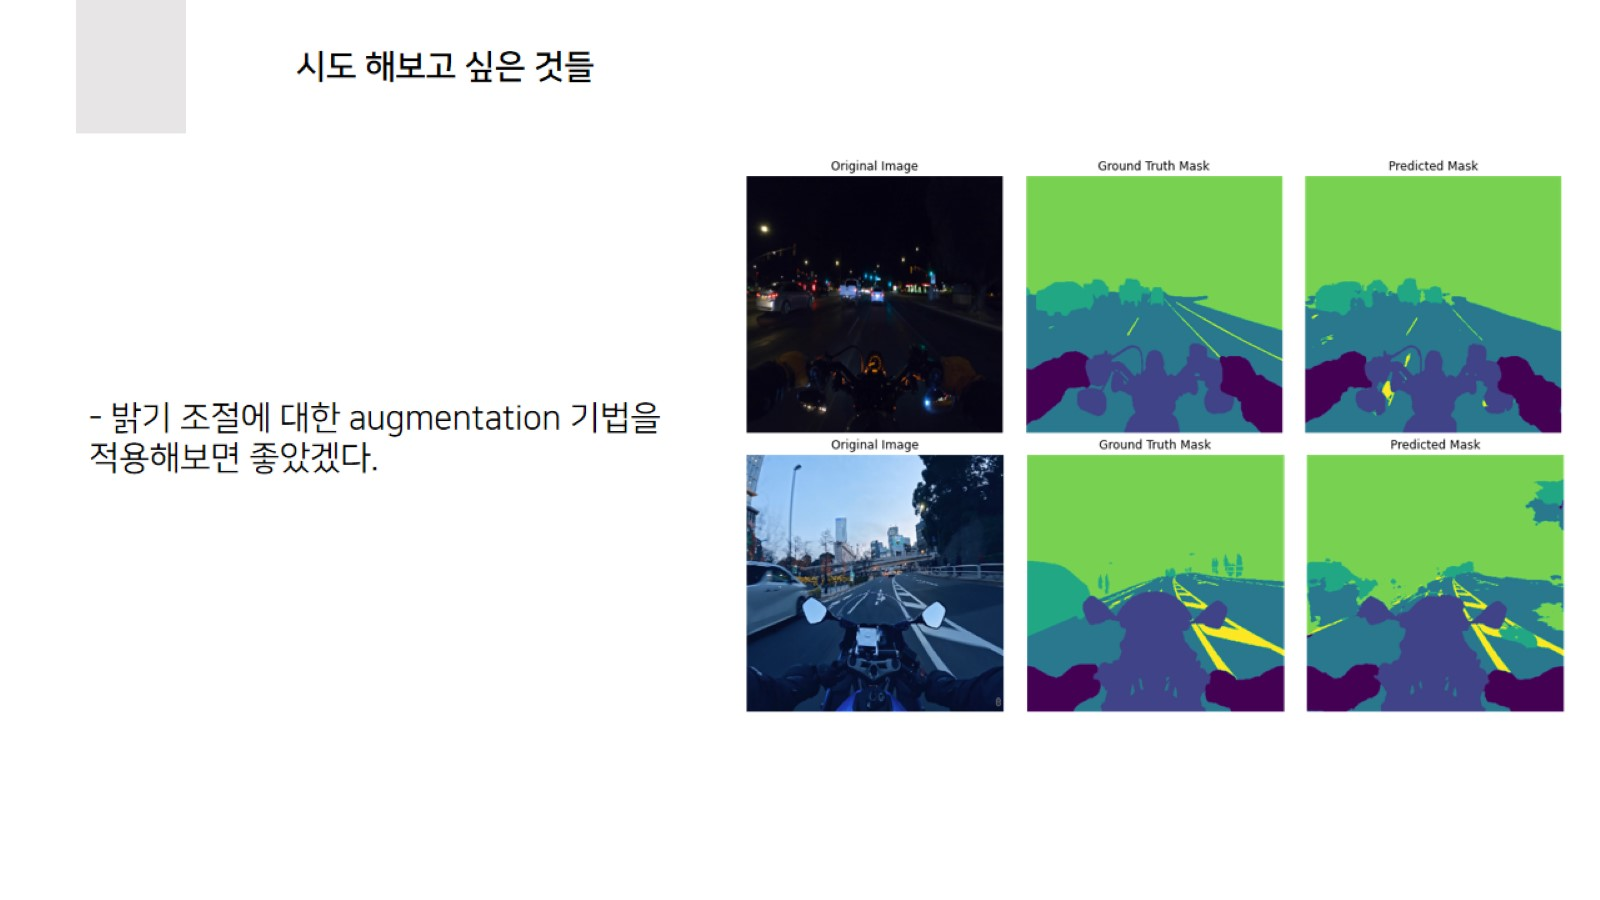 시도 해보고 싶은 것들
- 밝기 조절에 대한 augmentation 기법을
적용해보면 좋았겠다.
Original Image
Ground Truth Mask
Predicted Mask
Original Image
Ground Truth Mask
Predicted Mask